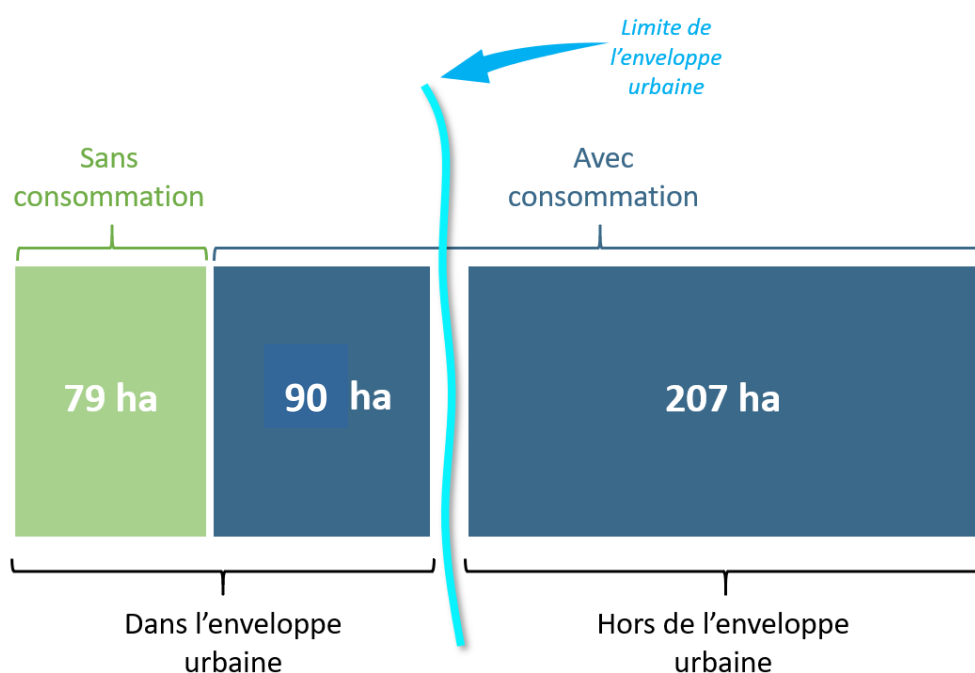 Limite de
l’enveloppe
urbaine
Sans
consommation
Avec
consommation
79 ha
90 ha
207 ha
Dans l’enveloppe
urbaine
Hors de l’enveloppe
urbaine